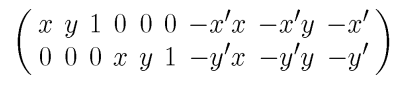 x y 1 0 0 0 −x′x −x′y −x′
0 0 0 x y 1 −y′x −y′y −y′